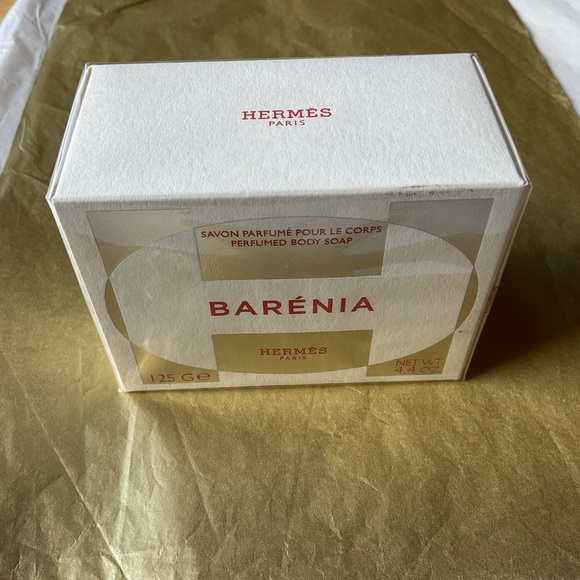 HERMÈS
PARIS
SAVON PARFUMÉ POUR LE CORPS
PERFUMED BODY SOAP
BARÉNIA
HERMÈS
PARIS
125 G℮
NET WT.
4.4 OZ